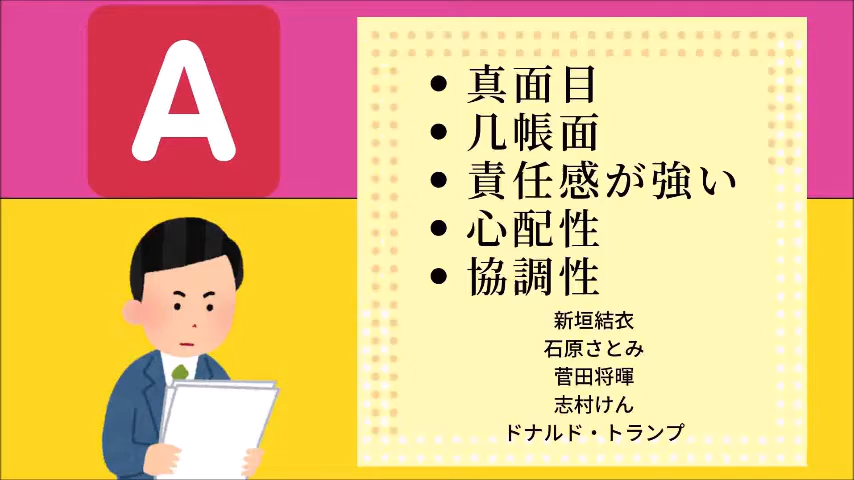 A
・真面目
・几帳面
・責任感が強い
・心配性
・協調性
新垣結衣
石原さとみ
菅田将暉
志村けん
ドナルド・トランプ